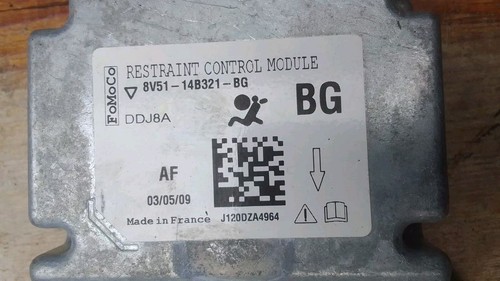 FoMoCo
RESTRAINT CONTROL MODULE
8V51-14B321-BG
DDJ8A
BG
AF
03/05/09
Made in France
J120DZA4964